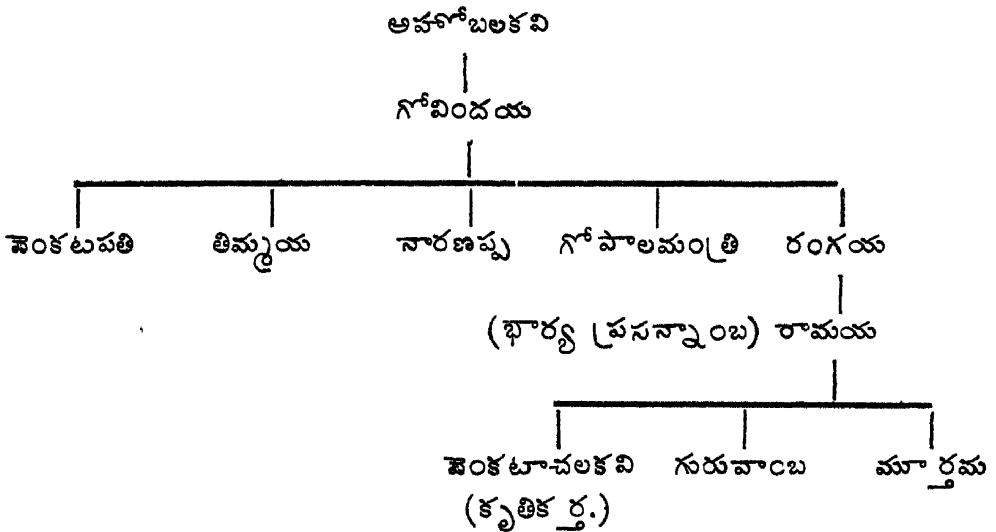 అహోబలకవి
గోవిందయ
వెంకటపతి తిమ్మయ నారణప్ప గోపాలమంత్రి రంగయ
(భార్య ప్రసన్నాంబ) రామయ
వెంకటాచలకవి గురువాంబ మూర్తమ
(కృతికర్త.)